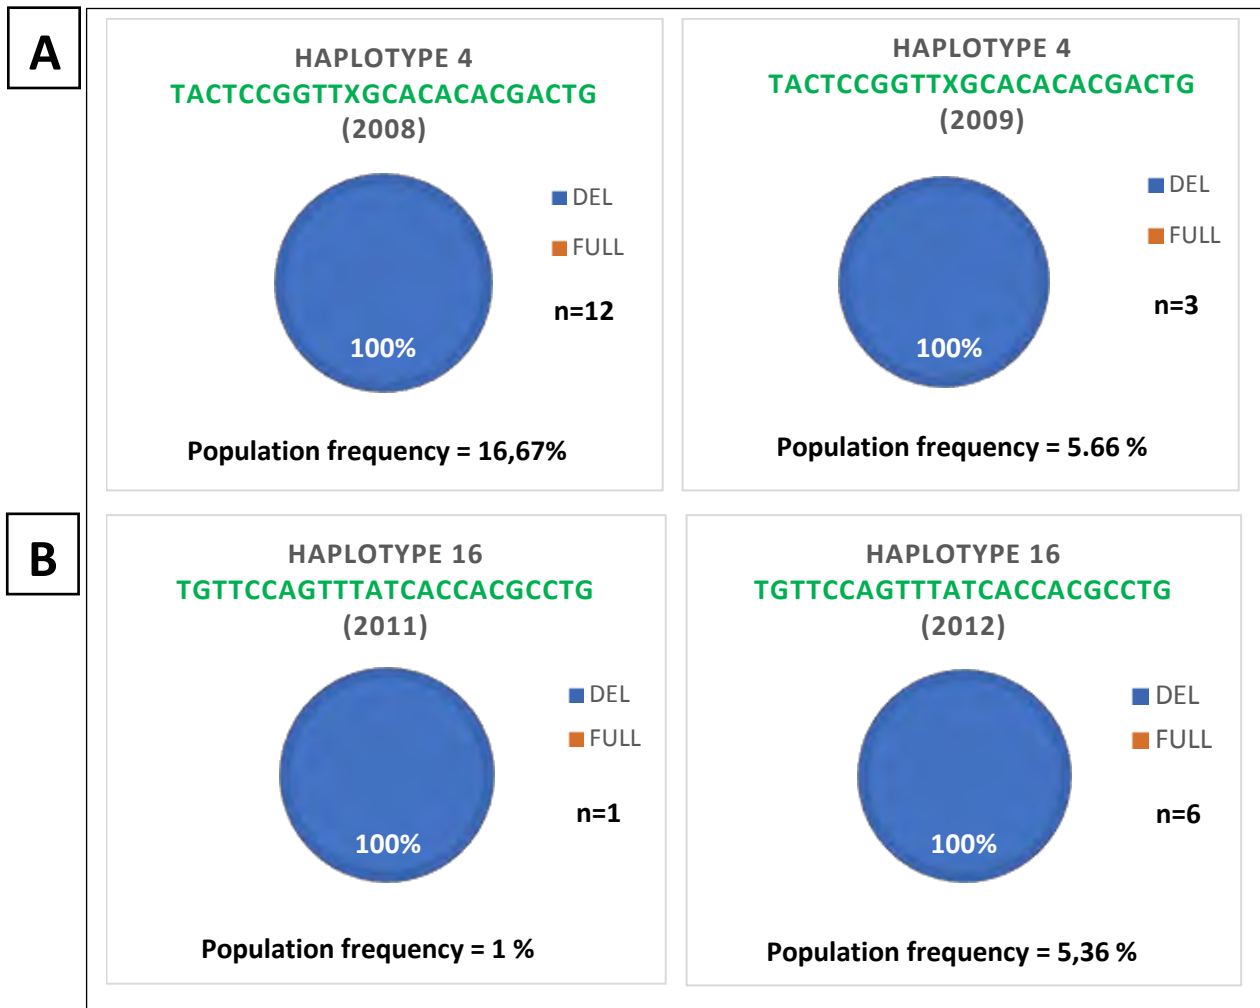 A
HAPLOTYPE 4
TACTCCGGTTXGCACACACGACTG
(2008)
DEL
FULL
n=12
100%
Population frequency = 16,67%
HAPLOTYPE 4
TACTCCGGTTXGCACACACGACTG
(2009)
DEL
FULL
n=3
100%
Population frequency = 5.66 %
B
HAPLOTYPE 16
TGTTCCAGTTTATCACCACGCCTG
(2011)
DEL
FULL
n=1
100%
Population frequency = 1 %
HAPLOTYPE 16
TGTTCCAGTTTATCACCACGCCTG
(2012)
DEL
FULL
n=6
100%
Population frequency = 5,36 %